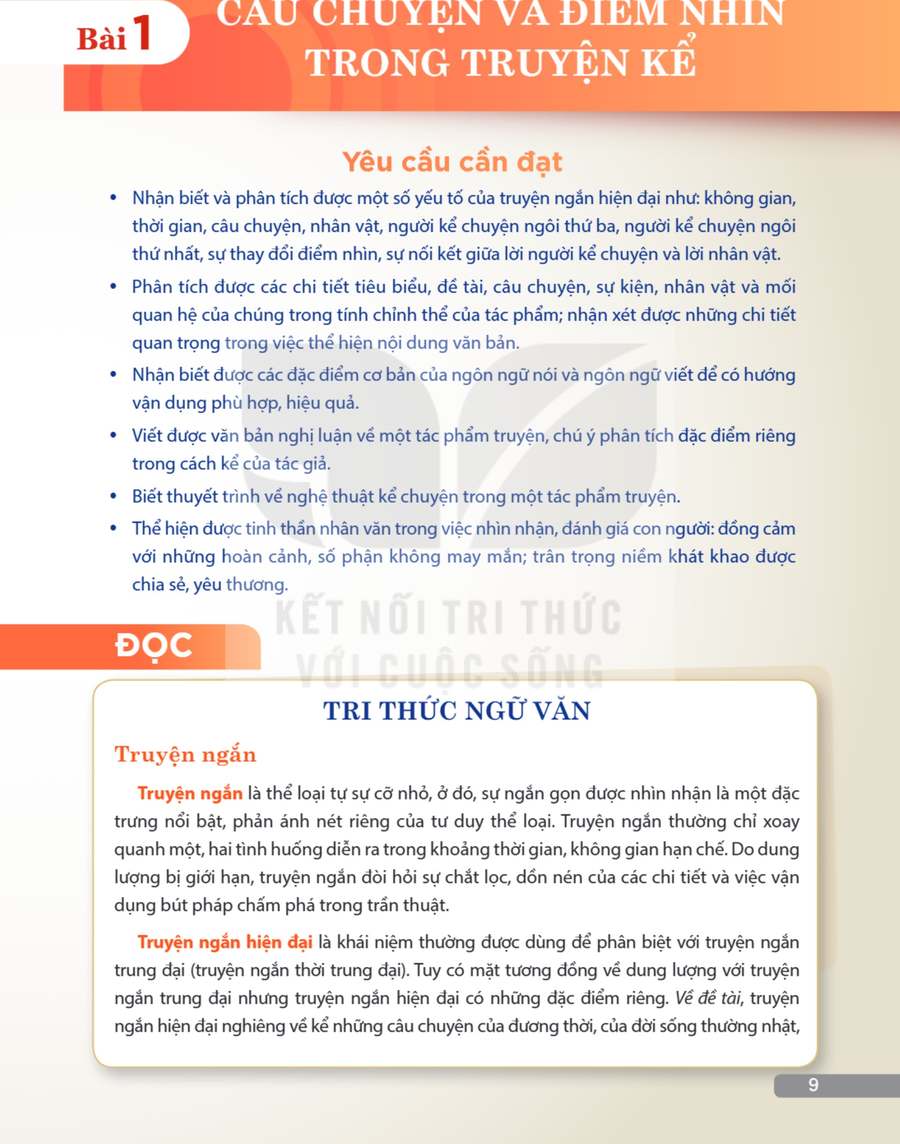 Bài 1
CÂU CHUYỆN VÀ ĐIỂM NHÌN
TRONG TRUYỆN KỂ
Yêu cầu cần đạt
• Nhận biết và phân tích được một số yếu tố của truyện ngắn hiện đại như: không gian,
thời gian, câu chuyện, nhân vật, người kể chuyện ngôi thứ ba, người kể chuyện ngôi
thứ nhất, sự thay đổi điểm nhìn, sự nối kết giữa lời người kể chuyện và lời nhân vật.
• Phân tích được các chi tiết tiêu biểu, đề tài, câu chuyện, sự kiện, nhân vật và mối
quan hệ của chúng trong tính chỉnh thể của tác phẩm; nhận xét được những chi tiết
quan trọng trong việc thể hiện nội dung văn bản.
• Nhận biết được các đặc điểm cơ bản của ngôn ngữ nói và ngôn ngữ viết để có hướng
vận dụng phù hợp, hiệu quả.
• Viết được văn bản nghị luận về một tác phẩm truyện, chú ý phân tích đặc điểm riêng
trong cách kể của tác giả.
• Biết thuyết trình về nghệ thuật kể chuyện trong một tác phẩm truyện.
• Thể hiện được tinh thần nhân văn trong việc nhìn nhận, đánh giá con người: đồng cảm
với những hoàn cảnh, số phận không may mắn; trân trọng niềm khát khao được
chia sẻ, yêu thương.
KẾT NỐI TRI THỨC
VỚI CUỘC SỐNG
ĐỌC
TRI THỨC NGỮ VĂN
Truyện ngắn
Truyện ngắn là thể loại tự sự cỡ nhỏ, ở đó, sự ngắn gọn được nhìn nhận là một đặc
trưng nổi bật, phản ánh nét riêng của tư duy thể loại. Truyện ngắn thường chỉ xoay
quanh một, hai tình huống diễn ra trong khoảng thời gian, không gian hạn chế. Do dung
lượng bị giới hạn, truyện ngắn đòi hỏi sự chắt lọc, dồn nén của các chi tiết và việc vận
dụng bút pháp chấm phá trong trần thuật.
Truyện ngắn hiện đại là khái niệm thường được dùng để phân biệt với truyện ngắn
trung đại (truyện ngắn thời trung đại). Tuy có mặt tương đồng về dung lượng với truyện
ngắn trung đại nhưng truyện ngắn hiện đại có những đặc điểm riêng. Về đề tài, truyện
ngắn hiện đại nghiêng về kể những câu chuyện của đương thời, của đời sống thường nhật,
9